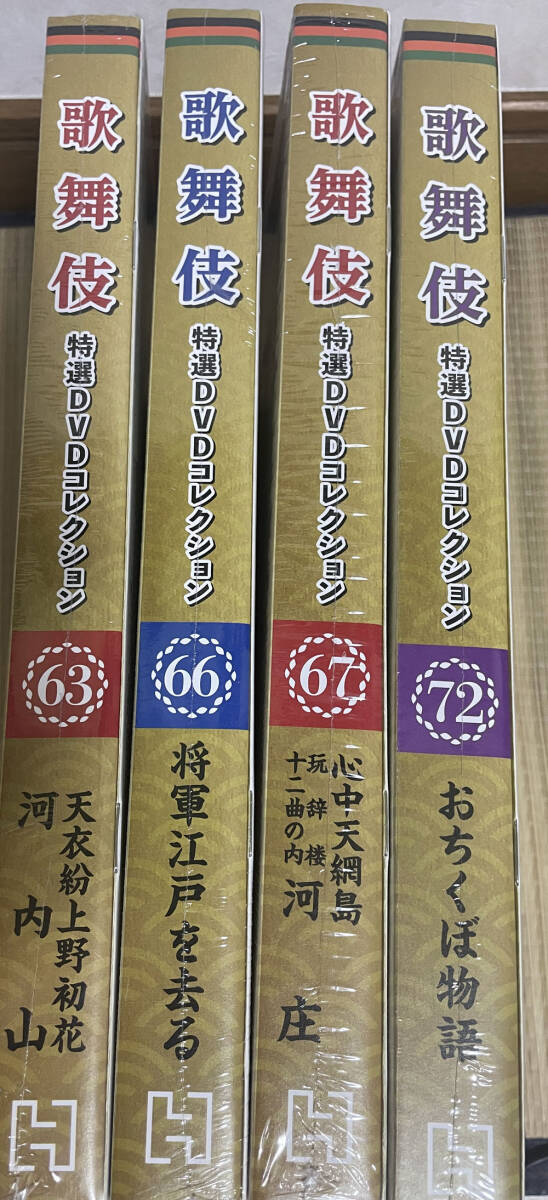 歌舞伎
特選DVDコレクション
63
天衣紛上野初花
河内山
歌舞伎
特選DVDコレクション
66
将軍江戸を去る
歌舞伎
特選DVDコレクション
67
心中天網島
玩辞楼
十二曲の内
河庄
歌舞伎
特選DVDコレクション
72
おちくぼ物語